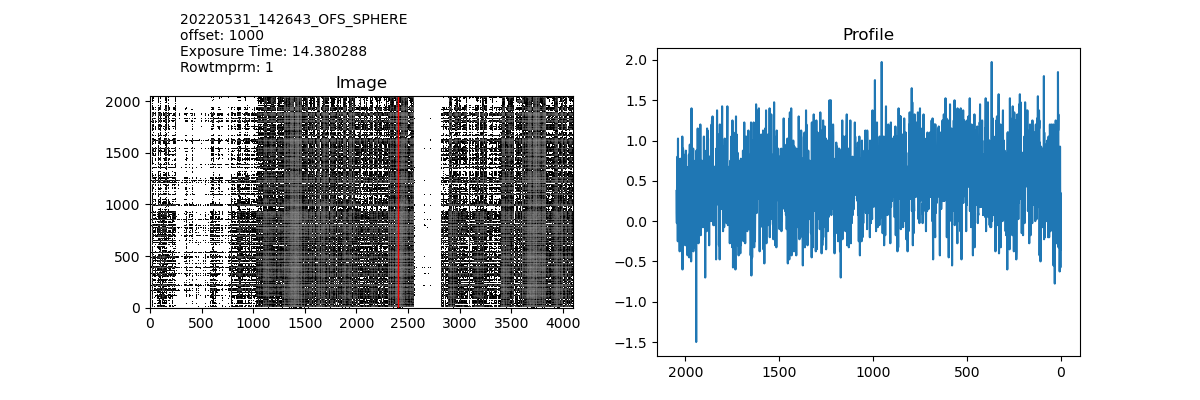 20220531_142643_OFS_SPHERE
offset: 1000
Exposure Time: 14.380288
Rowtmprm: 1
Image
2000
1500
1000
500
0
0 500 1000 1500 2000 2500 3000 3500 4000
Profile
2.0
1.5
1.0
0.5
0.0
−0.5
−1.0
−1.5
2000 1500 1000 500 0